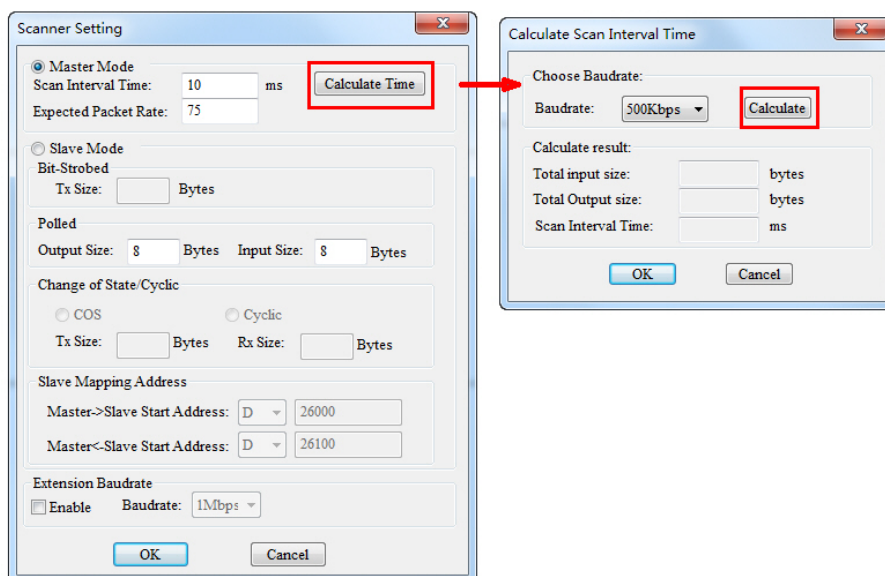 Scanner Setting
Master Mode
Scan Interval Time: 10 ms Calculate Time
Expected Packet Rate: 75
Slave Mode
Bit-Strobed
Tx Size: Bytes
Polled
Output Size: 8 Bytes Input Size: 8 Bytes
Change of State/Cyclic
COS Cyclic
Tx Size: Bytes Rx Size: Bytes
Slave Mapping Address
Master->Slave Start Address: D 26000
Master<-Slave Start Address: D 26100
Extension Baudrate
Enable Baudrate: 1Mbps
OK Cancel
Calculate Scan Interval Time
Choose Baudrate:
Baudrate: 500Kbps Calculate
Calculate result:
Total input size: bytes
Total Output size: bytes
Scan Interval Time: ms
OK Cancel